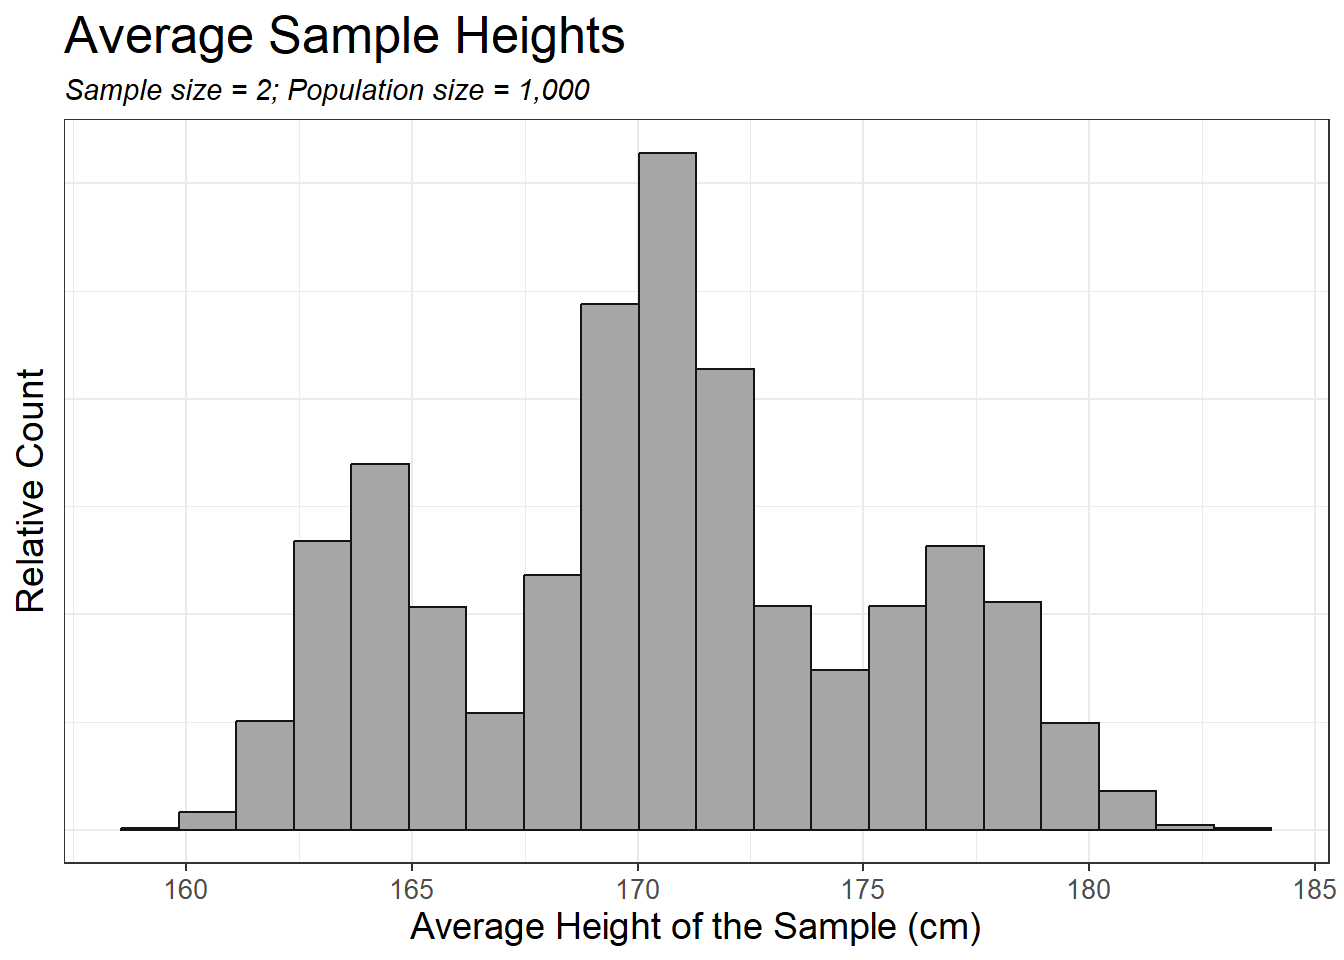 Average Sample Heights
Sample size = 2; Population size = 1,000
Relative Count
160 165 170 175 180 185
Average Height of the Sample (cm)